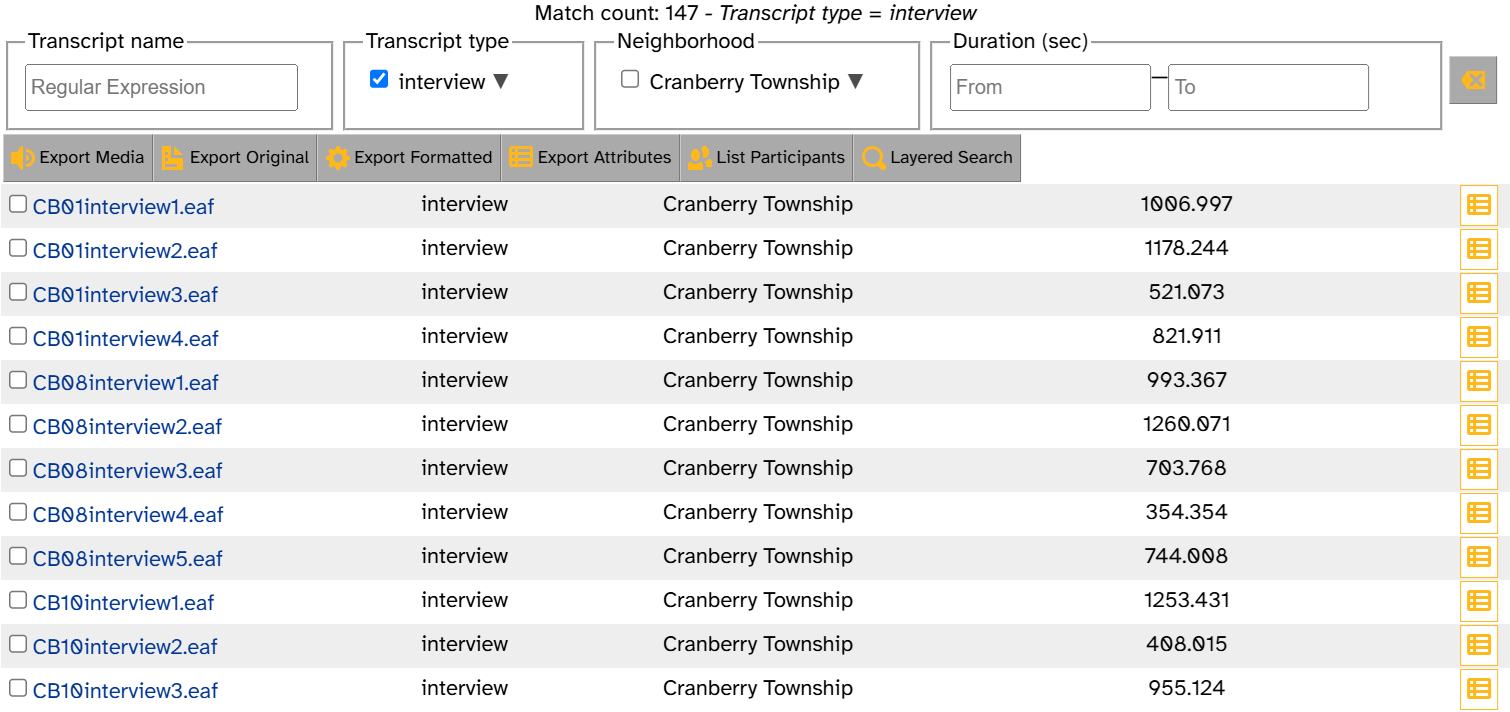 Match count: 147 - Transcript type = interview
Transcript name Transcript type Neighborhood Duration (sec)
Regular Expression interview ▼ Cranberry Township ▼ From – To
Export Media Export Original Export Formatted Export Attributes List Participants Layered Search
CB01interview1.eaf interview Cranberry Township 1006.997
CB01interview2.eaf interview Cranberry Township 1178.244
CB01interview3.eaf interview Cranberry Township 521.073
CB01interview4.eaf interview Cranberry Township 821.911
CB08interview1.eaf interview Cranberry Township 993.367
CB08interview2.eaf interview Cranberry Township 1260.071
CB08interview3.eaf interview Cranberry Township 703.768
CB08interview4.eaf interview Cranberry Township 354.354
CB08interview5.eaf interview Cranberry Township 744.008
CB10interview1.eaf interview Cranberry Township 1253.431
CB10interview2.eaf interview Cranberry Township 408.015
CB10interview3.eaf interview Cranberry Township 955.124